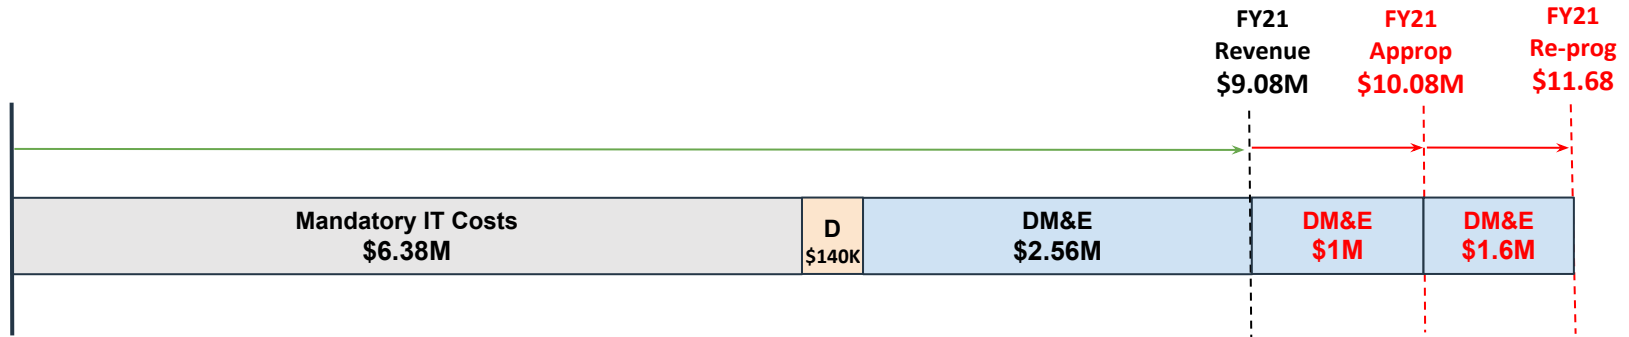 FY21
Revenue
$9.08M
FY21
Approp
$10.08M
FY21
Re-prog
$11.68
Mandatory IT Costs
$6.38M
D
$140K
DM&E
$2.56M
DM&E
$1M
DM&E
$1.6M